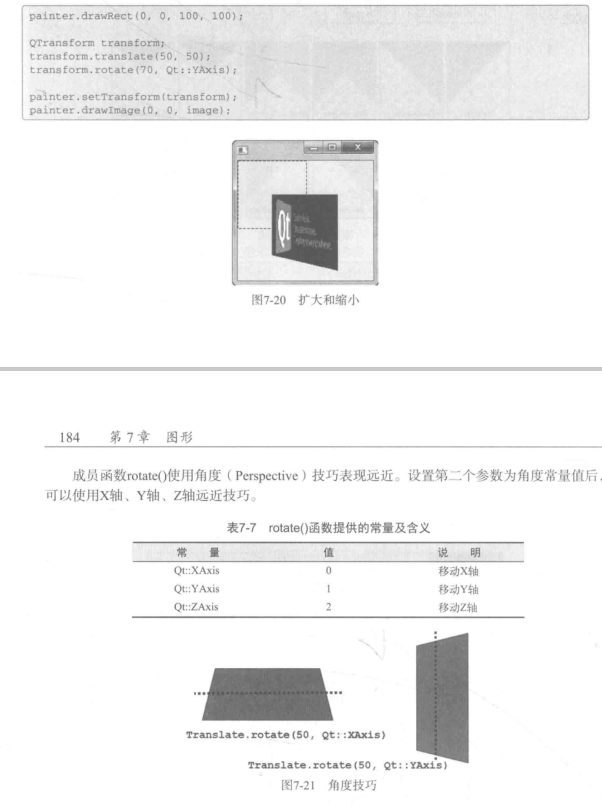 painter.drawRect(0, 0, 100, 100);
QTransform transform;
transform.translate(50, 50);
transform.rotate(70, Qt::YAxis);
painter.setTransform(transform);
painter.drawImage(0, 0, image);
Qt
图7-20 扩大和缩小
184 第 7 章 图形
成员函数rotate()使用角度(Perspective)技巧表现远近。设置第二个参数为角度常量值后,
可以使用X轴、Y轴、Z轴远近技巧。
表7-7 rotate()函数提供的常量及含义
常 量 值 说 明
Qt::XAxis 0 移动X轴
Qt::YAxis 1 移动Y轴
Qt::ZAxis 2 移动Z轴
Translate.rotate(50, Qt::XAxis)
Translate.rotate(50, Qt::YAxis)
图7-21 角度技巧